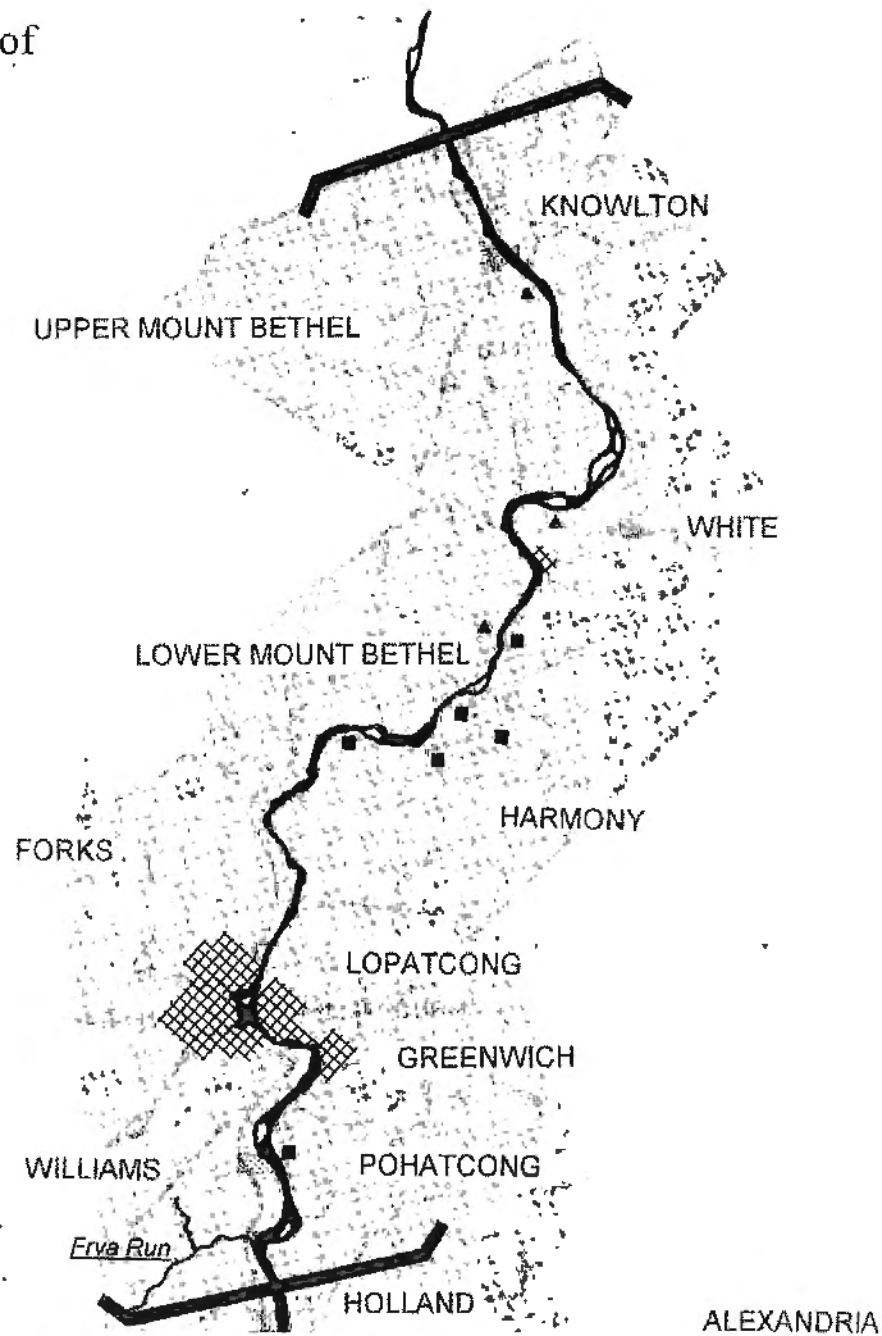 of
KNOWLTON
UPPER MOUNT BETHEL
WHITE
LOWER MOUNT BETHEL
HARMONY
FORKS
LOPATCONG
GREENWICH
WILLIAMS
POHATCONG
Frya Run
HOLLAND
ALEXANDRIA